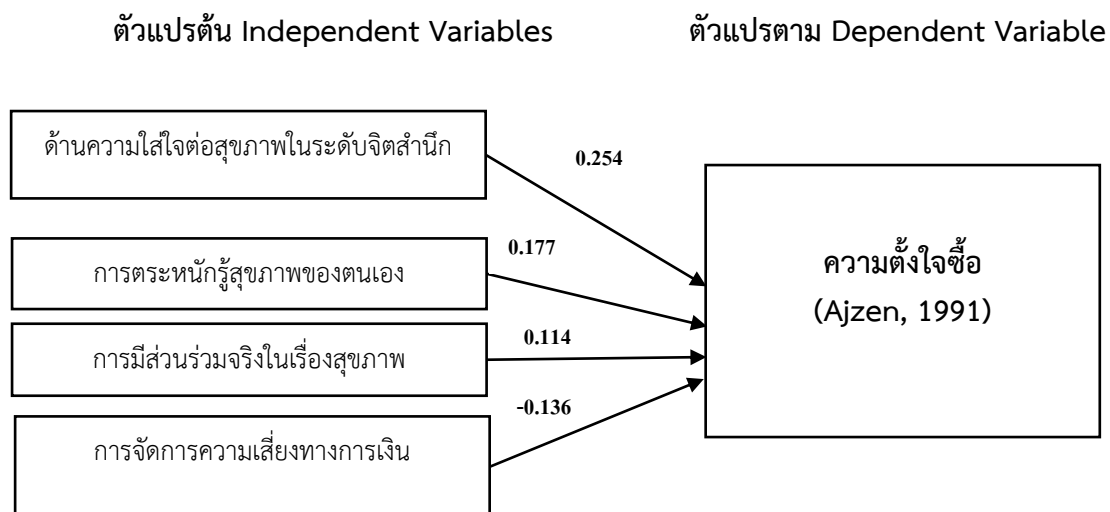 ตัวแปรต้น Independent Variables
ตัวแปรตาม Dependent Variable
ด้านความใส่ใจต่อสุขภาพในระดับจิตสำนึก
0.254
การตระหนักรู้สุขภาพของตนเอง
0.177
การมีส่วนร่วมจริงในเรื่องสุขภาพ
0.114
การจัดการความเสี่ยงทางการเงิน
-0.136
ความตั้งใจซื้อ
(Ajzen, 1991)